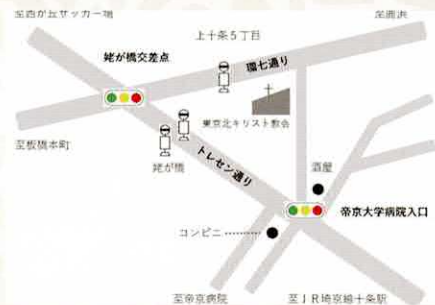 至西が丘サッカー場
至鹿浜
上十条5丁目
姥が橋交差点
環七通り
東京北キリスト教会
至板橋本町
姥が橋
トレセン通り
酒屋
帝京大学病院入口
コンビニ
至帝京病院
至JR埼京線十条駅